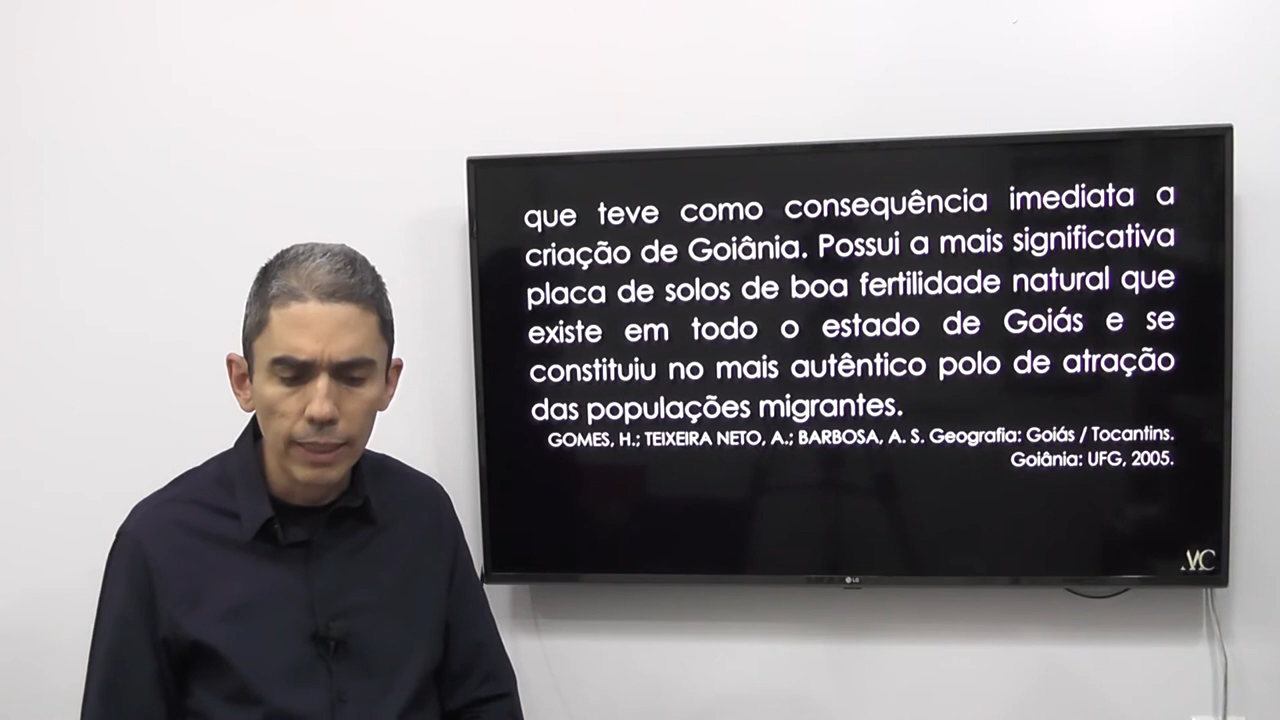 que teve como consequência imediata a
criação de Goiânia. Possui a mais significativa
placa de solos de boa fertilidade natural que
existe em todo o estado de Goiás e se
constituiu no mais autêntico polo de atração
das populações migrantes.
GOMES, H.; TEIXEIRA NETO, A.; BARBOSA, A. S. Geografia: Goiás / Tocantins.
Goiânia: UFG, 2005.
MC
LG